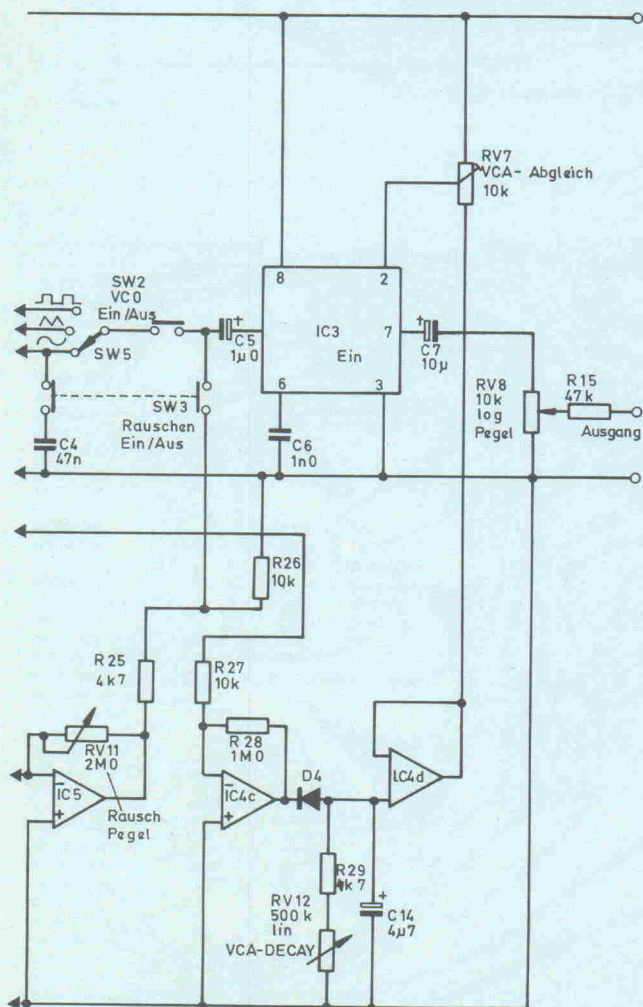 RV7
VCA- Abgleich
10k
SW2
VCO
Ein/Aus
8
2
+
C5
1µ0
IC3
Ein
7
+
C7
10µ
SW5
RV8
10k
log
Pegel
R15
47k
Ausgang
SW3
Rauschen
Ein/Aus
6
3
C4
47n
C6
1n0
R26
10k
R25
4k7
R27
10k
RV11
2M0
R28
1M0
IC5
-
+
Rausch
Pegel
IC4c
-
+
D4
IC4d
R29
4k7
RV12
500k
lin
VCA-DECAY
+
C14
4µ7